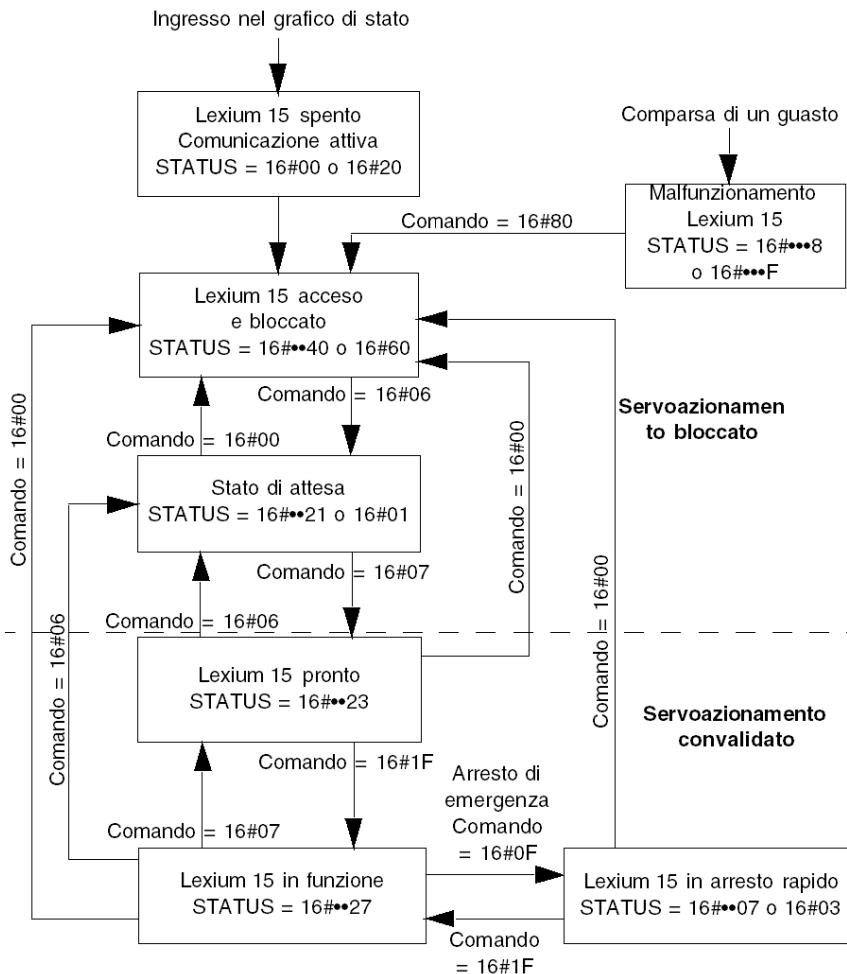 Ingresso nel grafico di stato
Lexium 15 spento
Comunicazione attiva
STATUS = 16#00 o 16#20
Comparsa di un guasto
Malfunzionamento
Lexium 15
STATUS = 16#•••8
o 16#•••F
Comando = 16#80
Lexium 15 acceso
e bloccato
STATUS = 16#••40 o 16#60
Comando = 16#06
Comando = 16#00
Servoazionamen
to bloccato
Stato di attesa
STATUS = 16#••21 o 16#01
Comando = 16#07
Comando = 16#06
Comando = 16#00
Comando = 16#00
Comando = 16#06
Comando = 16#00
Lexium 15 pronto
STATUS = 16#••23
Servoazionamento
convalidato
Comando = 16#1F
Comando = 16#07
Arresto di
emergenza
Comando
= 16#0F
Lexium 15 in funzione
STATUS = 16#••27
Lexium 15 in arresto rapido
STATUS = 16#••07 o 16#03
Comando
= 16#1F